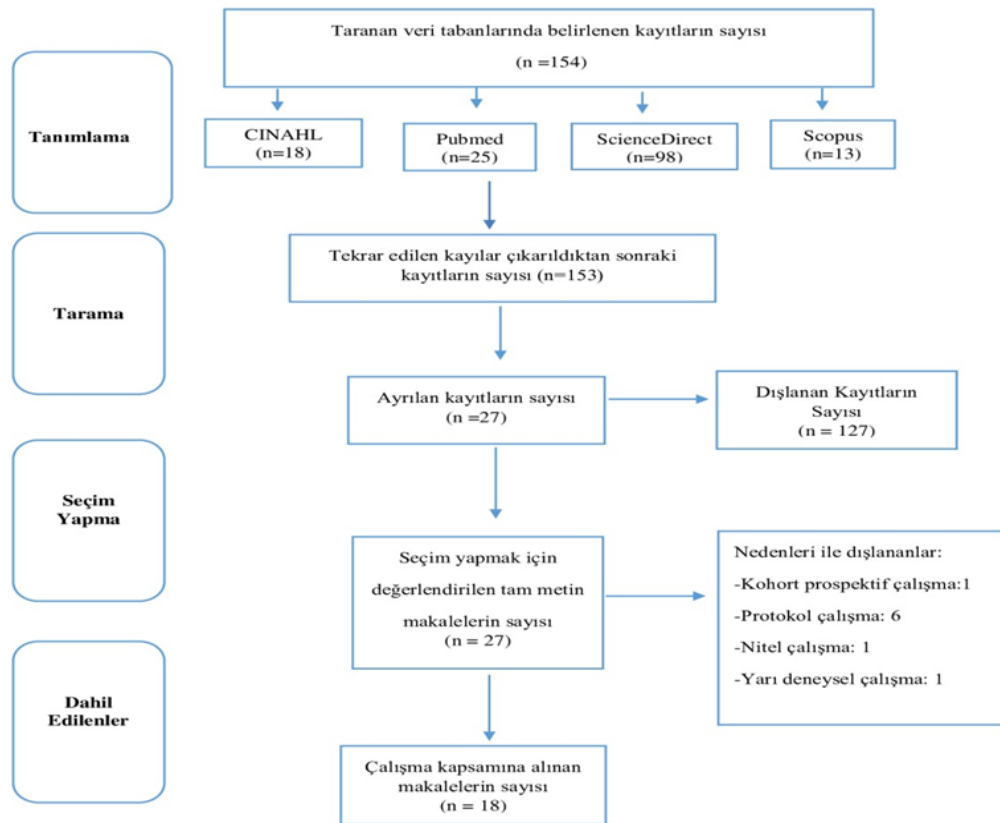 Taranan veri tabanlarında belirlenen kayıtların sayısı
(n =154)
Tanımlama
CINAHL
(n=18)
Pubmed
(n=25)
ScienceDirect
(n=98)
Scopus
(n=13)
Tekrar edilen kayılar çıkarıldıktan sonraki
kayıtların sayısı (n=153)
Tarama
Ayrılan kayıtların sayısı
(n =27)
Dışlanan Kayıtların
Sayısı
(n = 127)
Seçim
Yapma
Seçim yapmak için
değerlendirilen tam metin
makalelerin sayısı
(n = 27)
Nedenleri ile dışlananlar:
-Kohort prospektif çalışma:1
-Protokol çalışma: 6
-Nitel çalışma: 1
-Yarı deneysel çalışma: 1
Dahil
Edilenler
Çalışma kapsamına alınan
makalelerin sayısı
(n = 18)